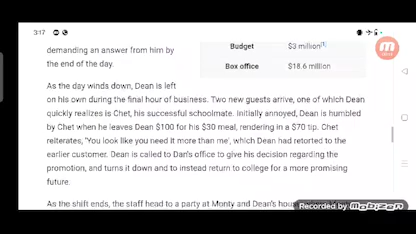 3:17
demanding an answer from him by
the end of the day.
Budget $3 million[1]
Box office $18.6 million
As the day winds down, Dean is left
on his own during the final hour of business. Two new guests arrive, one of which Dean
quickly realizes is Chet, his successful schoolmate. Initially annoyed, Dean is humbled
by Chet when he leaves Dean $100 for his $30 meal, rendering in a $70 tip. Chet
reiterates, 'You look like you need it more than me', which Dean had retorted to the
earlier customer. Dean is called to Dan's office to give his decision regarding the
promotion, and turns it down and to instead return to college for a more promising
future.
As the shift ends, the staff head to a party at Monty and Dean's
Recorded by
Mobizen